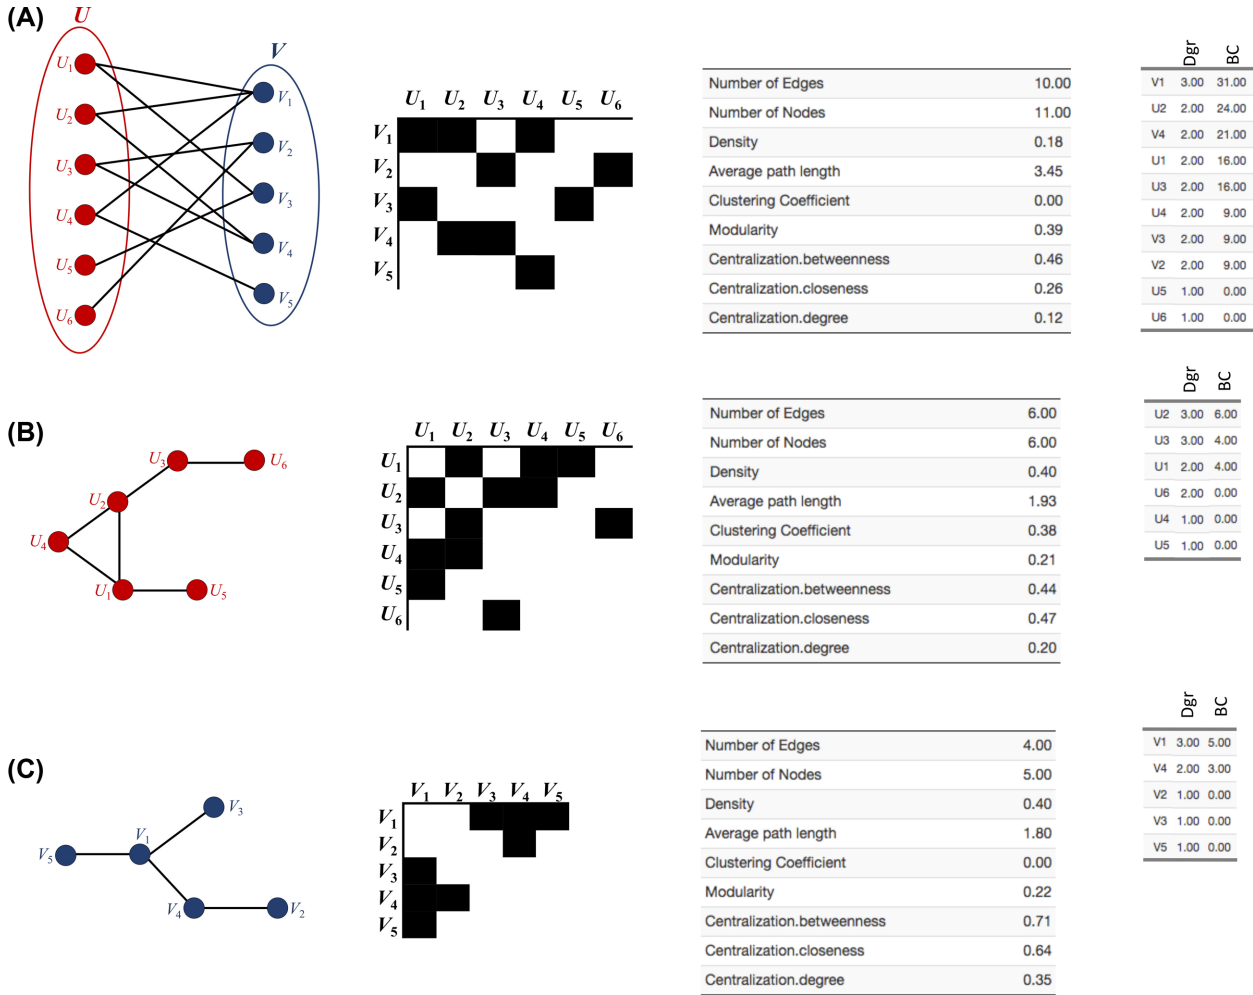 (A)
U
V
U1
U2
U3
U4
U5
U6
V1
V2
V3
V4
V5
U1 U2 U3 U4 U5 U6
V1
V2
V3
V4
V5
Number of Edges 10.00
Number of Nodes 11.00
Density 0.18
Average path length 3.45
Clustering Coefficient 0.00
Modularity 0.39
Centralization.betweenness 0.46
Centralization.closeness 0.26
Centralization.degree 0.12
Dgr BC
V1 3.00 31.00
U2 2.00 24.00
V4 2.00 21.00
U1 2.00 16.00
U3 2.00 16.00
U4 2.00 9.00
V3 2.00 9.00
V2 2.00 9.00
U5 1.00 0.00
U6 1.00 0.00
(B)
U3
U6
U2
U4
U1
U5
U1 U2 U3 U4 U5 U6
U1
U2
U3
U4
U5
U6
Number of Edges 6.00
Number of Nodes 6.00
Density 0.40
Average path length 1.93
Clustering Coefficient 0.38
Modularity 0.21
Centralization.betweenness 0.44
Centralization.closeness 0.47
Centralization.degree 0.20
Dgr BC
U2 3.00 6.00
U3 3.00 4.00
U1 2.00 4.00
U6 2.00 0.00
U4 1.00 0.00
U5 1.00 0.00
(C)
V3
V1
V5
V4
V2
V1 V2 V3 V4 V5
V1
V2
V3
V4
V5
Number of Edges 4.00
Number of Nodes 5.00
Density 0.40
Average path length 1.80
Clustering Coefficient 0.00
Modularity 0.22
Centralization.betweenness 0.71
Centralization.closeness 0.64
Centralization.degree 0.35
Dgr BC
V1 3.00 5.00
V4 2.00 3.00
V2 1.00 0.00
V3 1.00 0.00
V5 1.00 0.00